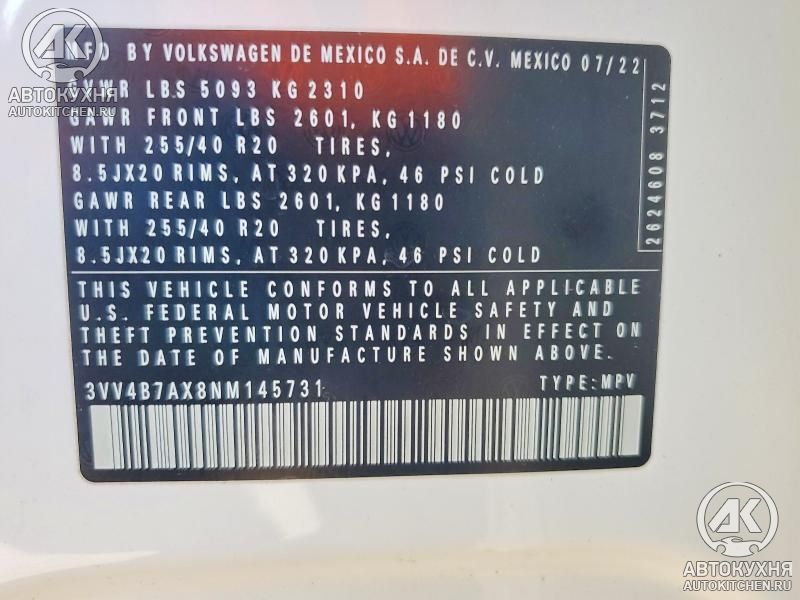 MFD BY VOLKSWAGEN DE MEXICO S.A. DE C.V. MEXICO 07/22
GVWR LBS 5093 KG 2310
GAWR FRONT LBS 2601, KG 1180
WITH 255/40 R20 TIRES,
8.5JX20 RIMS, AT 320 KPA, 46 PSI COLD
GAWR REAR LBS 2601, KG 1180
WITH 255/40 R20 TIRES,
8.5JX20 RIMS, AT 320 KPA, 46 PSI COLD
2624608 3712
THIS VEHICLE CONFORMS TO ALL APPLICABLE
U.S. FEDERAL MOTOR VEHICLE SAFETY AND
THEFT PREVENTION STANDARDS IN EFFECT ON
THE DATE OF MANUFACTURE SHOWN ABOVE.
3VV4B7AX8NM145731 TYPE: MPV
АК
АВТОКУХНЯ
AUTOKITCHEN.RU
АК
АВТОКУХНЯ
AUTOKITCHEN.RU